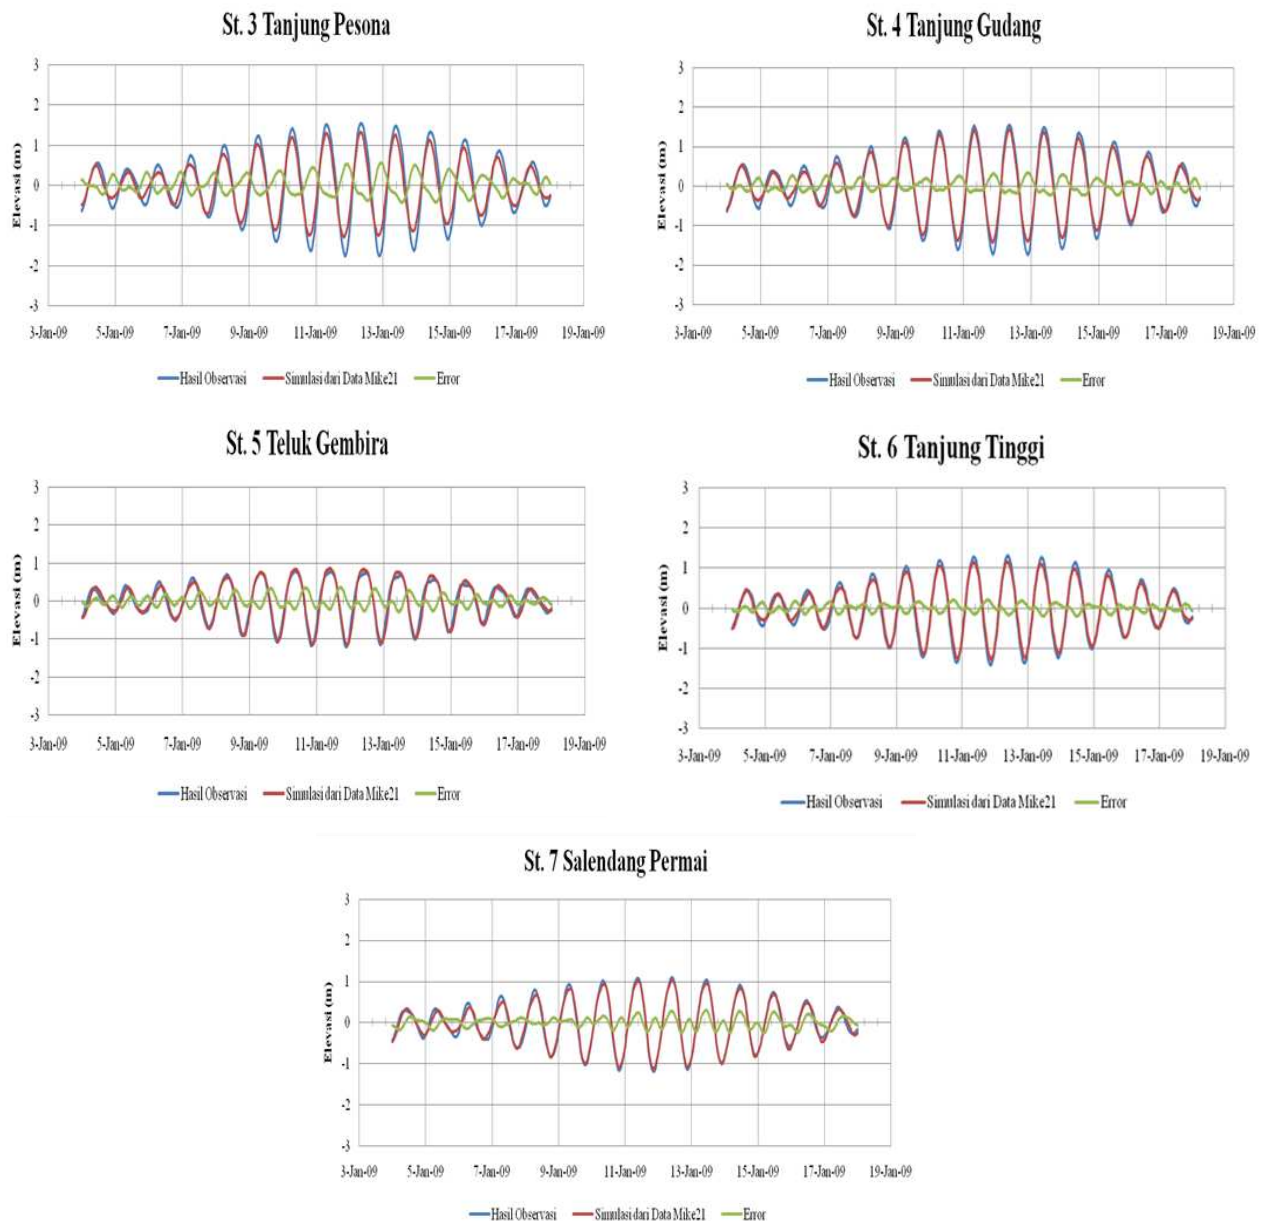 St. 3 Tanjung Pesona
Elevasi (m)
3
2
1
0
-1
-2
-3
3-Jan-09 5-Jan-09 7-Jan-09 9-Jan-09 11-Jan-09 13-Jan-09 15-Jan-09 17-Jan-09 19-Jan-09
Hasil Observasi Simulasi dari Data Mike21 Error
St. 4 Tanjung Gudang
Elevasi (m)
3
2
1
0
-1
-2
-3
3-Jan-09 5-Jan-09 7-Jan-09 9-Jan-09 11-Jan-09 13-Jan-09 15-Jan-09 17-Jan-09 19-Jan-09
Hasil Observasi Simulasi dari Data Mike21 Error
St. 5 Teluk Gembira
Elevasi (m)
3
2
1
0
-1
-2
-3
3-Jan-09 5-Jan-09 7-Jan-09 9-Jan-09 11-Jan-09 13-Jan-09 15-Jan-09 17-Jan-09 19-Jan-09
Hasil Observasi Simulasi dari Data Mike21 Error
St. 6 Tanjung Tinggi
Elevasi (m)
3
2
1
0
-1
-2
-3
3-Jan-09 5-Jan-09 7-Jan-09 9-Jan-09 11-Jan-09 13-Jan-09 15-Jan-09 17-Jan-09 19-Jan-09
Hasil Observasi Simulasi dari Data Mike21 Error
St. 7 Salendang Permai
Elevasi (m)
3
2
1
0
-1
-2
-3
3-Jan-09 5-Jan-09 7-Jan-09 9-Jan-09 11-Jan-09 13-Jan-09 15-Jan-09 17-Jan-09 19-Jan-09
Hasil Observasi Simulasi dari Data Mike21 Error